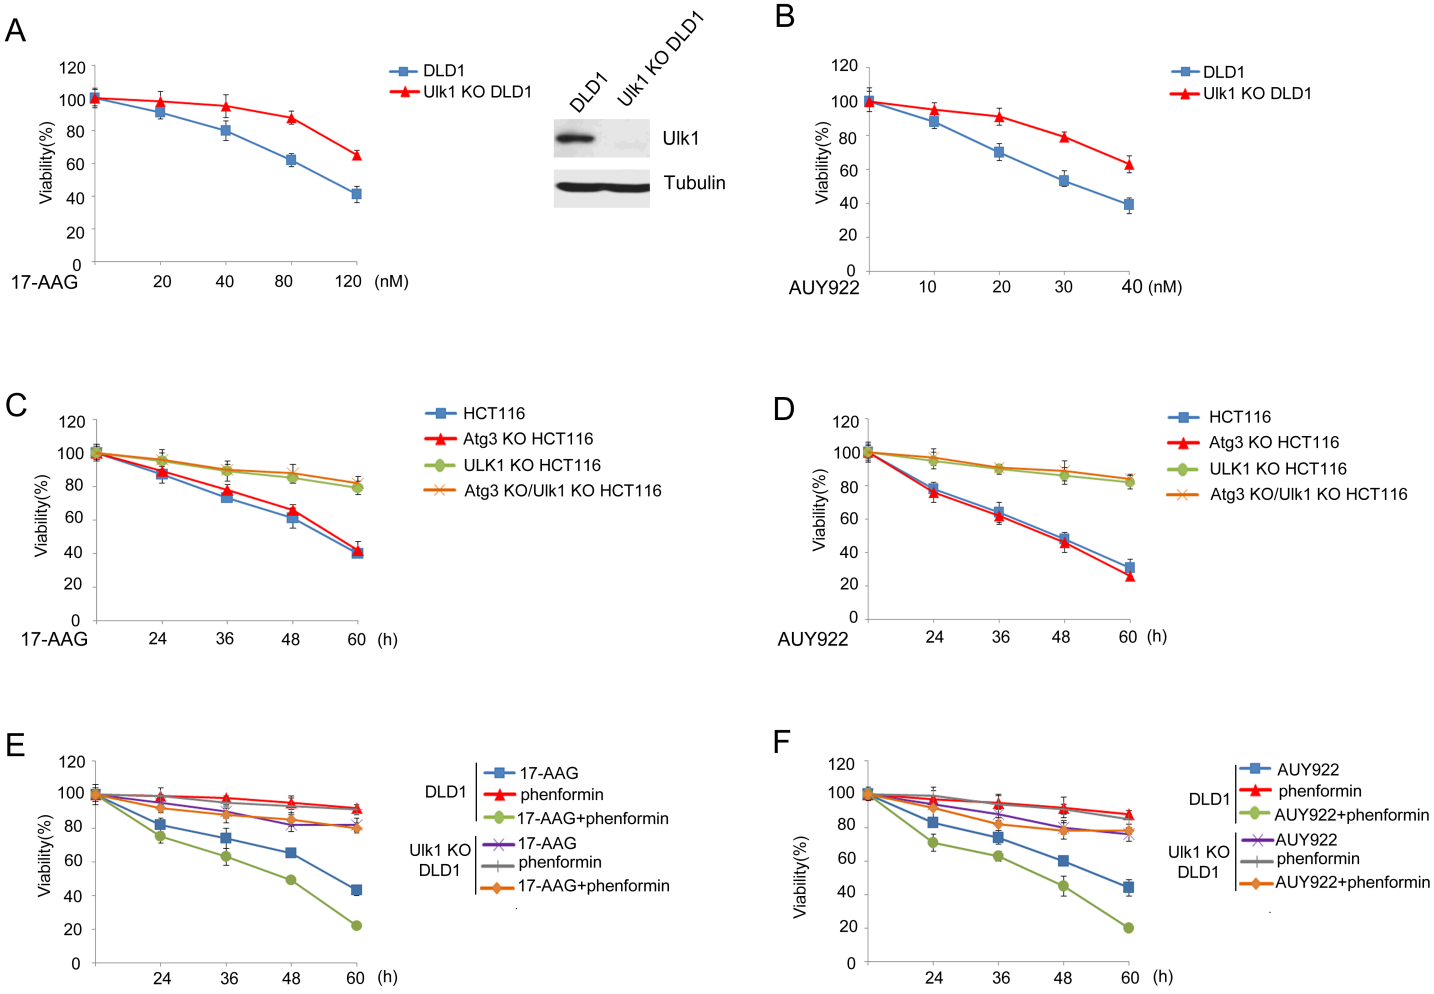 A
120
100
80
60
40
20
0
Viability(%)
17-AAG
20
40
80
120
(nM)
DLD1
Ulk1 KO DLD1
DLD1
Ulk1 KO DLD1
Ulk1
Tubulin
B
120
100
80
60
40
20
0
Viability(%)
AUY922
10
20
30
40
(nM)
DLD1
Ulk1 KO DLD1
C
120
100
80
60
40
20
0
Viability(%)
17-AAG
24
36
48
60
(h)
HCT116
Atg3 KO HCT116
ULK1 KO HCT116
Atg3 KO/Ulk1 KO HCT116
D
120
100
80
60
40
20
0
Viability(%)
AUY922
24
36
48
60
(h)
HCT116
Atg3 KO HCT116
ULK1 KO HCT116
Atg3 KO/Ulk1 KO HCT116
E
120
100
80
60
40
20
0
Viability(%)
24
36
48
60
(h)
DLD1
17-AAG
phenformin
17-AAG+phenformin
Ulk1 KO
DLD1
17-AAG
phenformin
17-AAG+phenformin
F
120
100
80
60
40
20
0
Viability(%)
24
36
48
60
(h)
DLD1
AUY922
phenformin
AUY922+phenformin
Ulk1 KO
DLD1
AUY922
phenformin
AUY922+phenformin